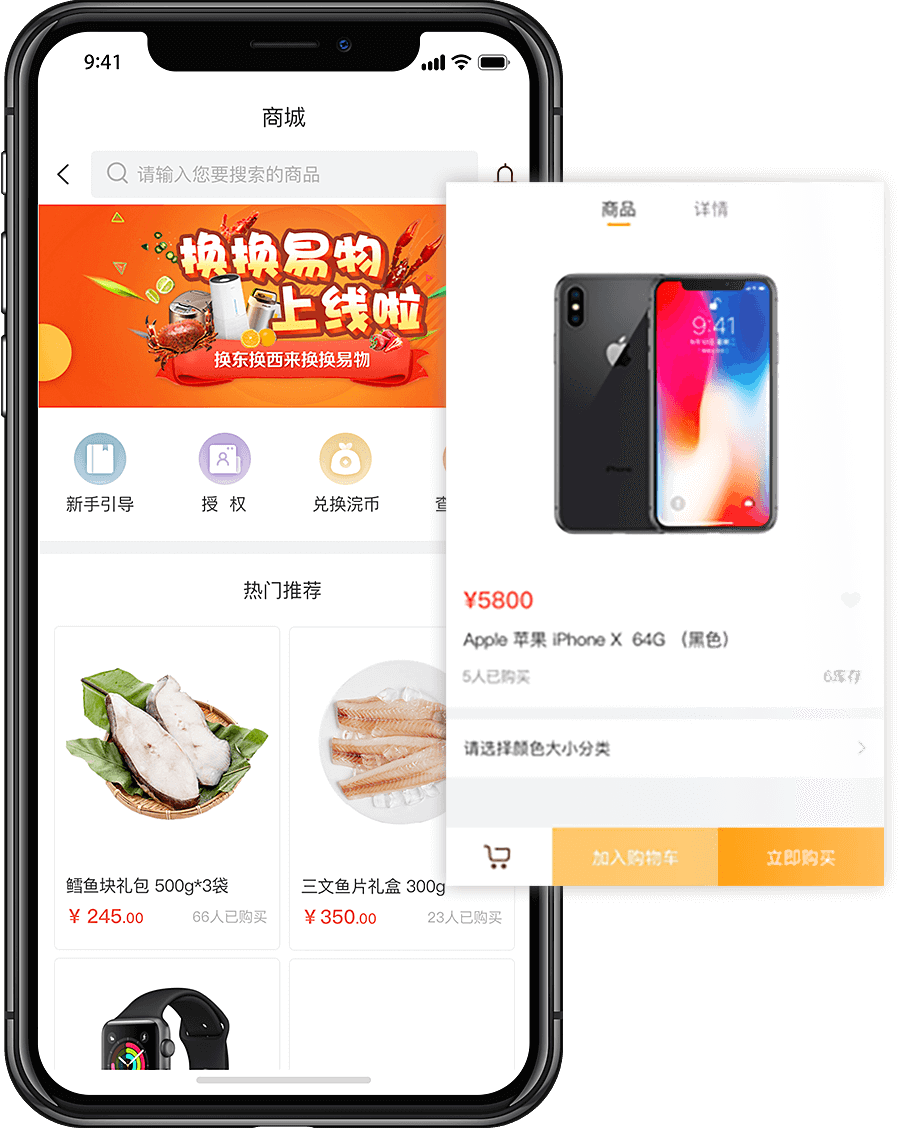 9:41
商城
请输入您要搜索的商品
换换易物
上线啦
换东换西来换换易物
新手引导
授 权
兑换浣币
热门推荐
鳕鱼块礼包 500g*3袋
¥ 245.00
66人已购买
三文鱼片礼盒 300g
¥ 350.00
23人已购买
商品
详情
9:41
iPhone
¥5800
Apple 苹果 iPhone X 64G （黑色）
5人已购买
6库存
请选择颜色大小分类
加入购物车
立即购买